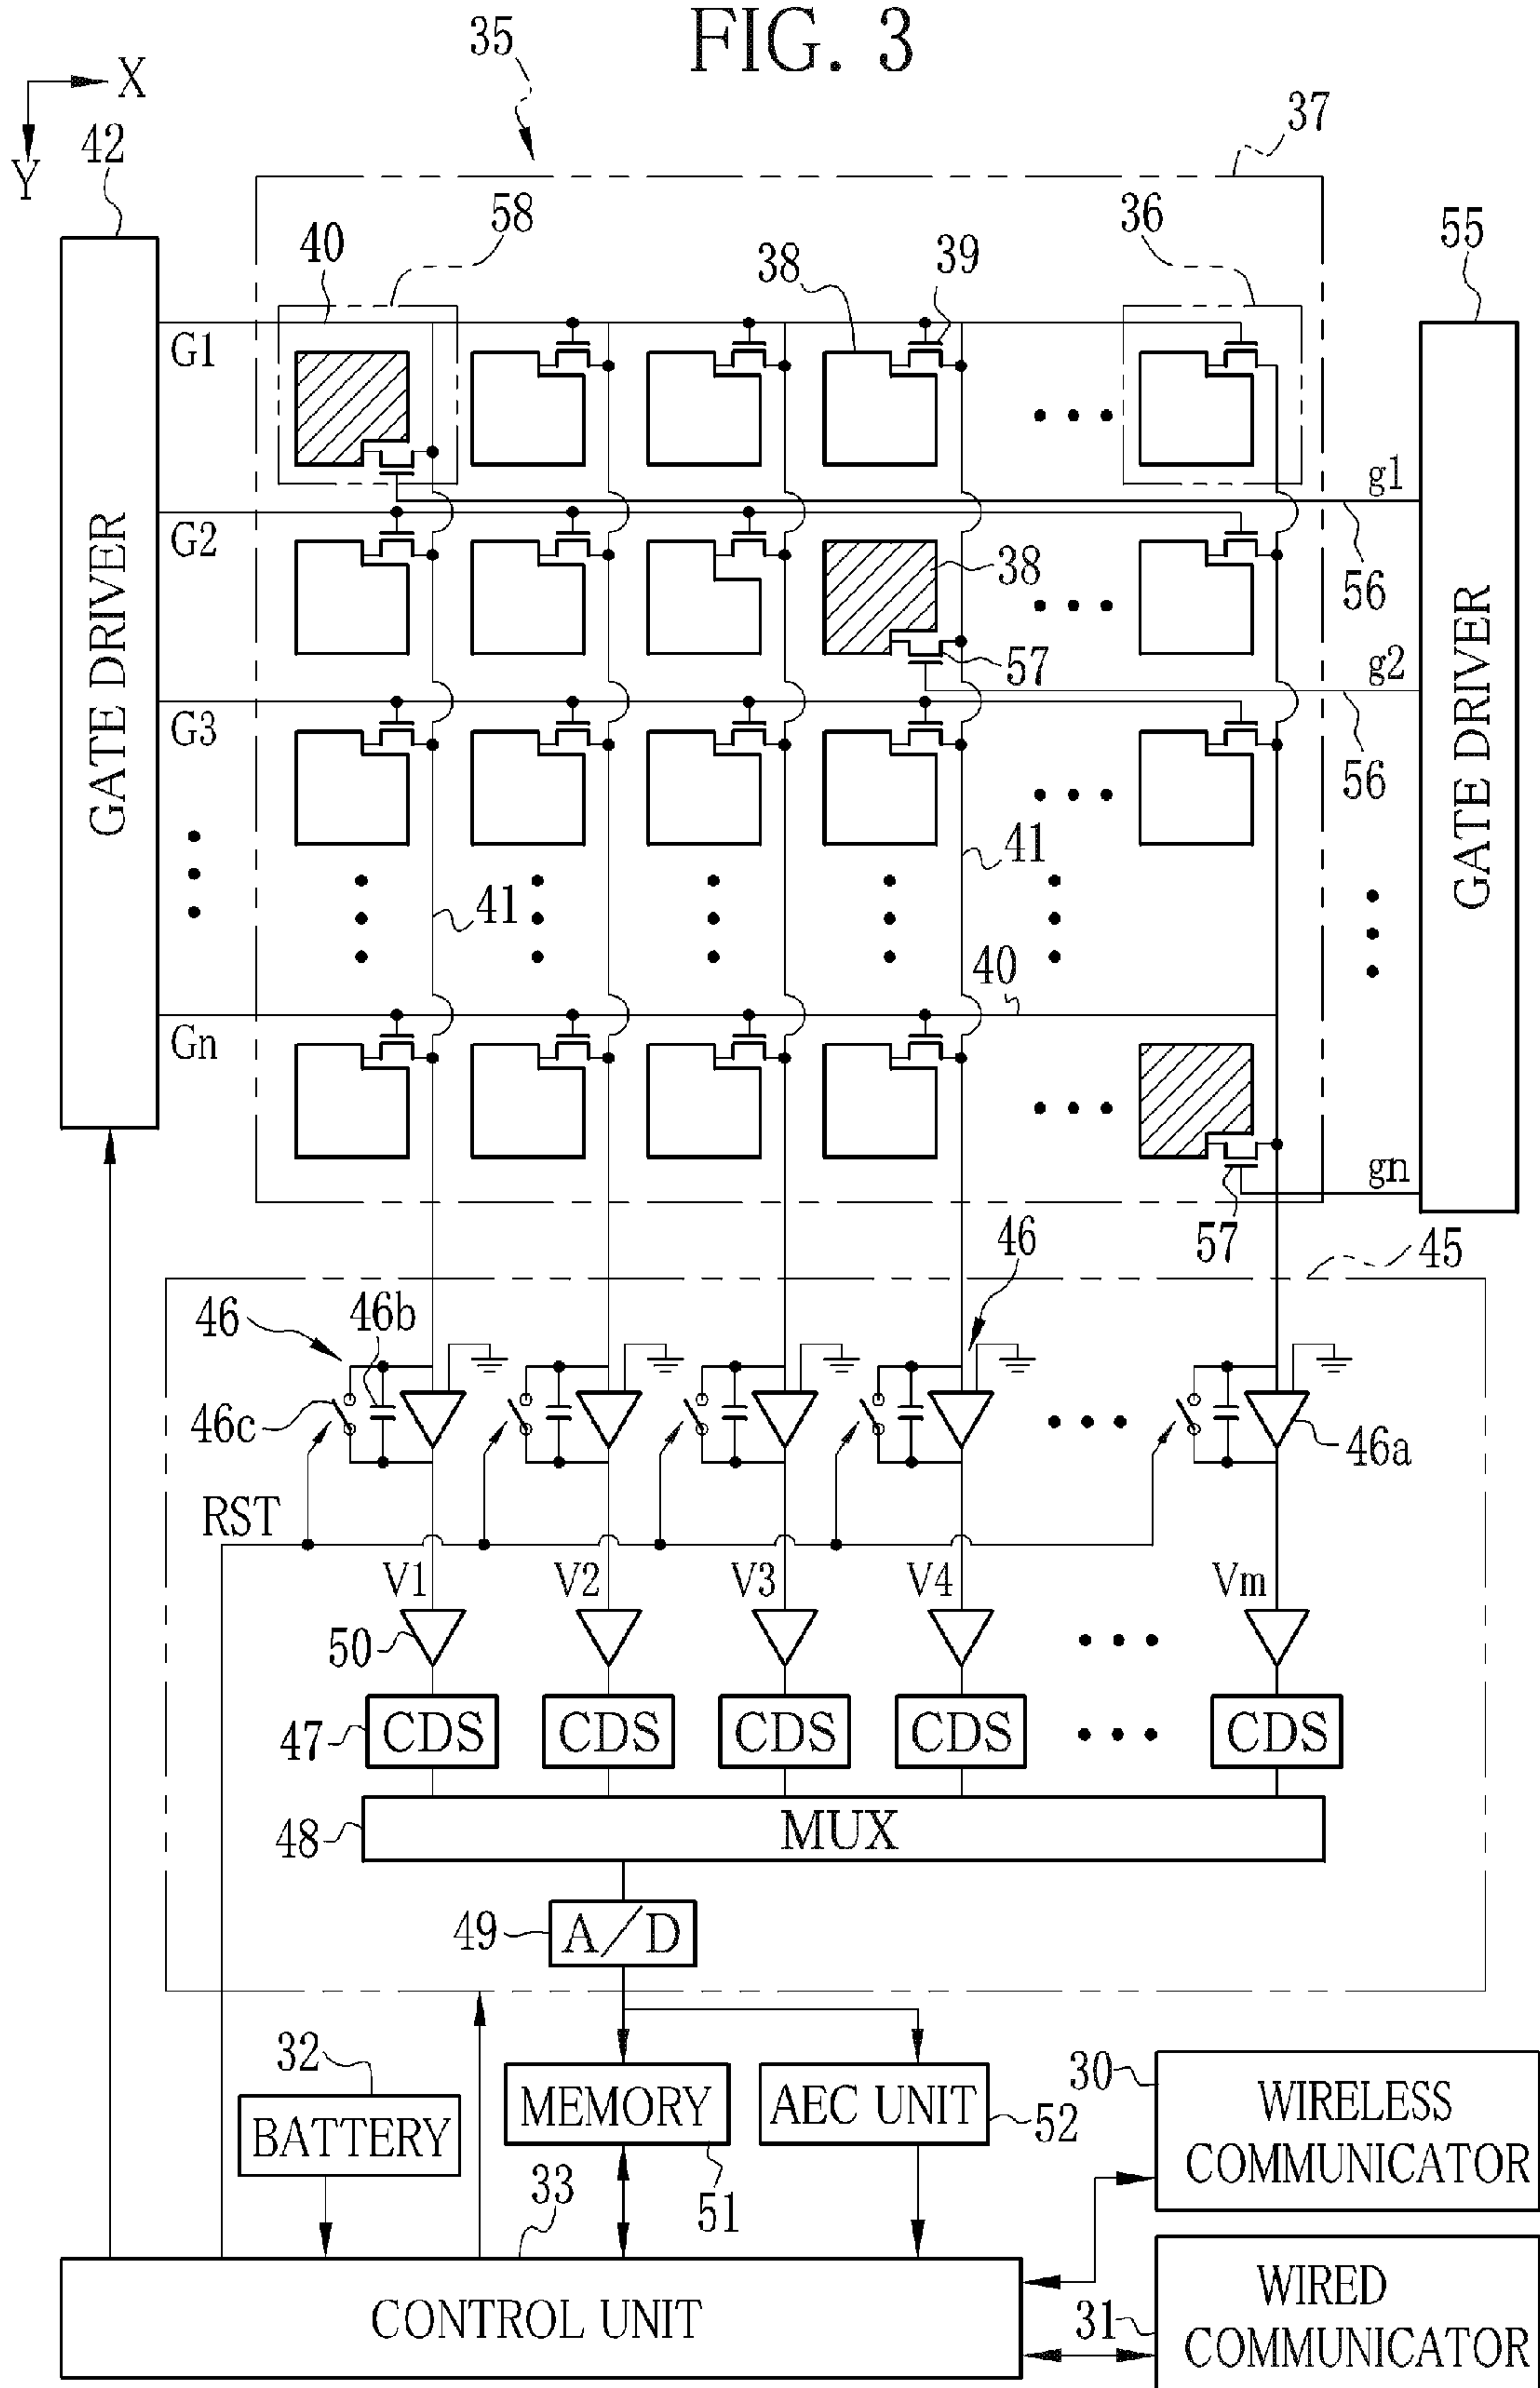 FIG. 3
35
X
Y
42
37
58
36
55
40
38
39
G1
g1
G2
38
56
57
g2
G3
56
GATE DRIVER
GATE DRIVER
41
41
40
Gn
gn
57
45
46
46
46b
46c
46a
RST
V1
V2
V3
V4
Vm
50
47
CDS
CDS
CDS
CDS
CDS
48
MUX
49
A/D
32
30
BATTERY
MEMORY
AEC UNIT
52
WIRELESS
COMMUNICATOR
33
51
CONTROL UNIT
31
WIRED
COMMUNICATOR